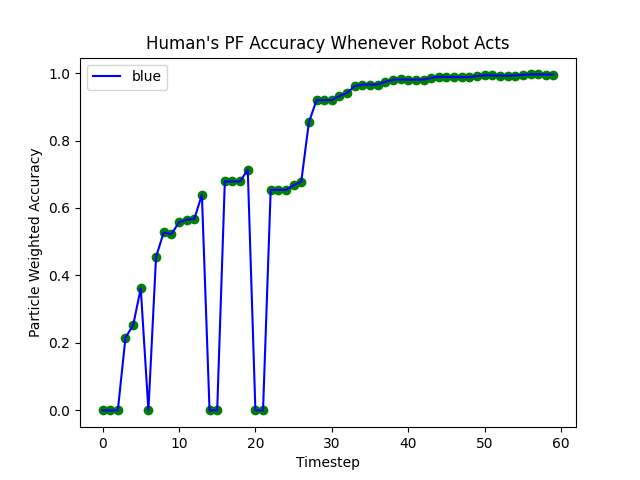 Human's PF Accuracy Whenever Robot Acts
blue
1.0
0.8
0.6
0.4
0.2
0.0
Particle Weighted Accuracy
0 10 20 30 40 50 60
Timestep